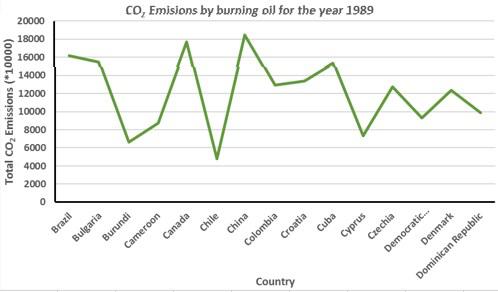 CO2 Emisions by burning oil for the year 1989
20000
18000
16000
14000
12000
10000
8000
6000
4000
2000
0
Total CO2 Emissions (*10000)
Brazil
Bulgaria
Burundi
Cameroon
Canada
Chile
China
Colombia
Croatia
Cuba
Cyprus
Czechia
Democratic...
Denmark
Dominican Republic
Country